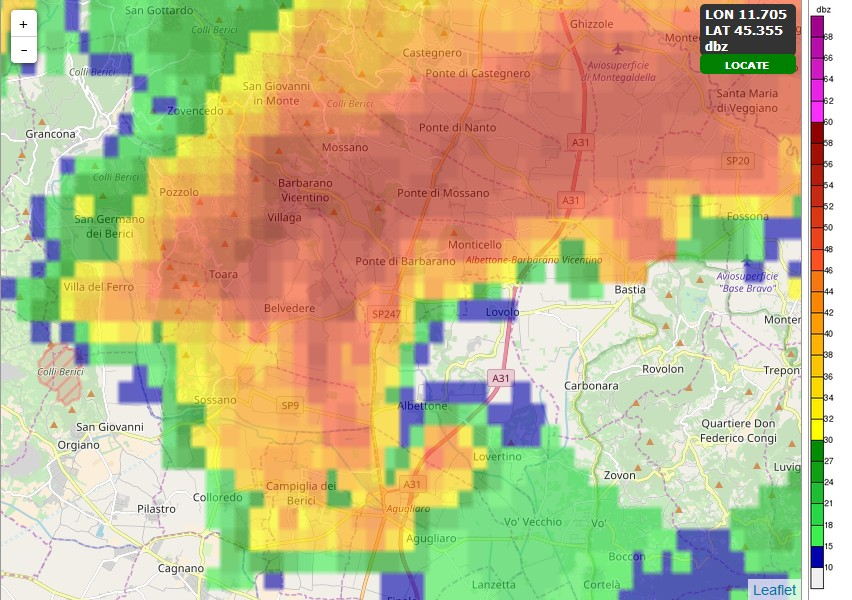 +
−
LON 11.705
LAT 45.355
dbz
LOCATE
San Gottardo
Ghizzole
Colli Berici
Castegnero
Aviosuperficie
di Montegaldella
Colli Berici
Ponte di Castegnero
San Giovanni
in Monte
Colli Berici
Santa Maria
di Veggiano
Zovencedo
Grancona
Ponte di Nanto
A31
Mossano
SP20
Colli Berici
Pozzolo
Barbarano
Vicentino
Ponte di Mossano
A31
Villaga
San Germano
dei Berici
Fossona
Monticello
Toara
Ponte di Barbarano
Albettone-Barbarano Vicentino
Aviosuperficie
"Base Bravo"
Villa del Ferro
Bastia
Belvedere
SP247
Lovolo
Colli Berici
Rovolon
A31
Carbonara
Sossano
SP9
Albettone
San Giovanni
Orgiano
Quartiere Don
Federico Congi
Lovertino
Zovon
Campiglia dei
Berici
A31
Colloredo
Pilastro
Agugliaro
Vo' Vecchio
Vo'
Agugliaro
Boccon
Cagnano
Lanzetta
Cortelà
Leaflet
dbz
68
66
64
62
60
58
56
54
52
50
48
46
44
42
40
38
36
34
32
30
27
24
21
18
15
10